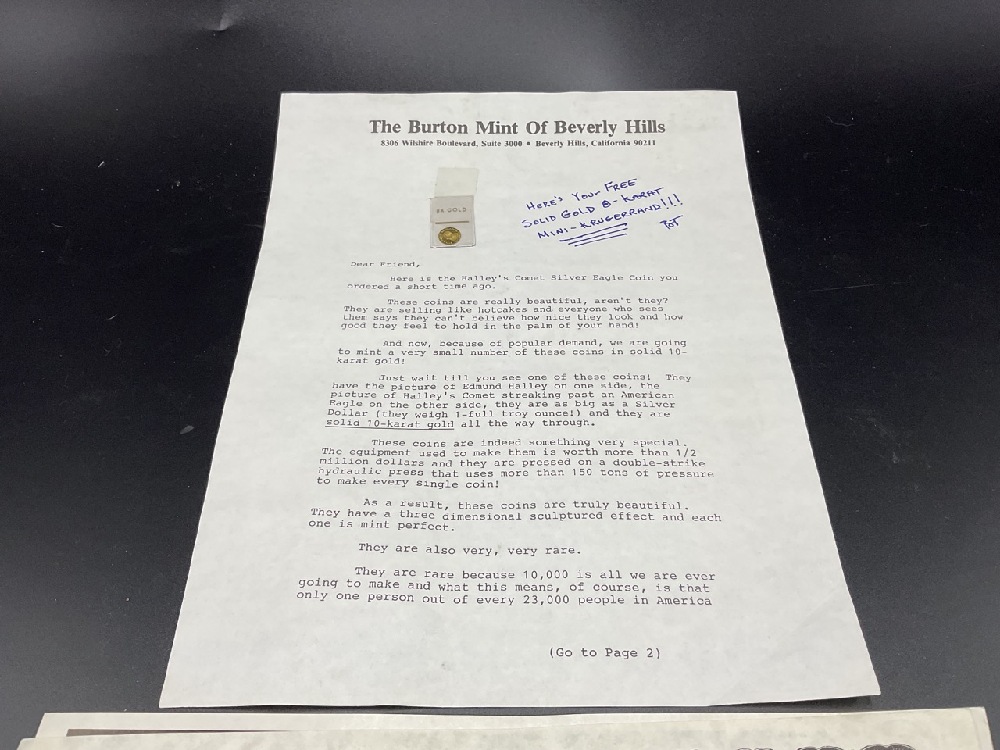 The Burton Mint Of Beverly Hills
8306 Wilshire Boulevard, Suite 3000 • Beverly Hills, California 90211
8K GOLD
HERE'S YOUR FREE
SOLID GOLD 8-KARAT
MINI-KRUGERRAND!!!
Dear Friend,
Here is the Halley's Comet Silver Eagle Coin you
ordered a short time ago.
These coins are really beautiful, aren't they?
They are selling like hotcakes and everyone who sees
them says they can't believe how nice they look and how
good they feel to hold in the palm of your hand!
And now, because of popular demand, we are going
to mint a very small number of these coins in solid 10-
karat gold!
Just wait till you see one of these coins! They
have the picture of Edmund Halley on one side, the
picture of Halley's Comet streaking past an American
Eagle on the other side, they are as big as a Silver
Dollar (they weigh 1-full troy ounce!) and they are
solid 10-karat gold all the way through.
These coins are indeed something very special.
The equipment used to make them is worth more than 1/2
million dollars and they are pressed on a double-strike
hydraulic press that uses more than 150 tons of pressure
to make every single coin!
As a result, these coins are truly beautiful.
They have a three dimensional sculptured effect and each
one is mint perfect.
They are also very, very rare.
They are rare because 10,000 is all we are ever
going to make and what this means, of course, is that
only one person out of every 23,000 people in America
(Go to Page 2)